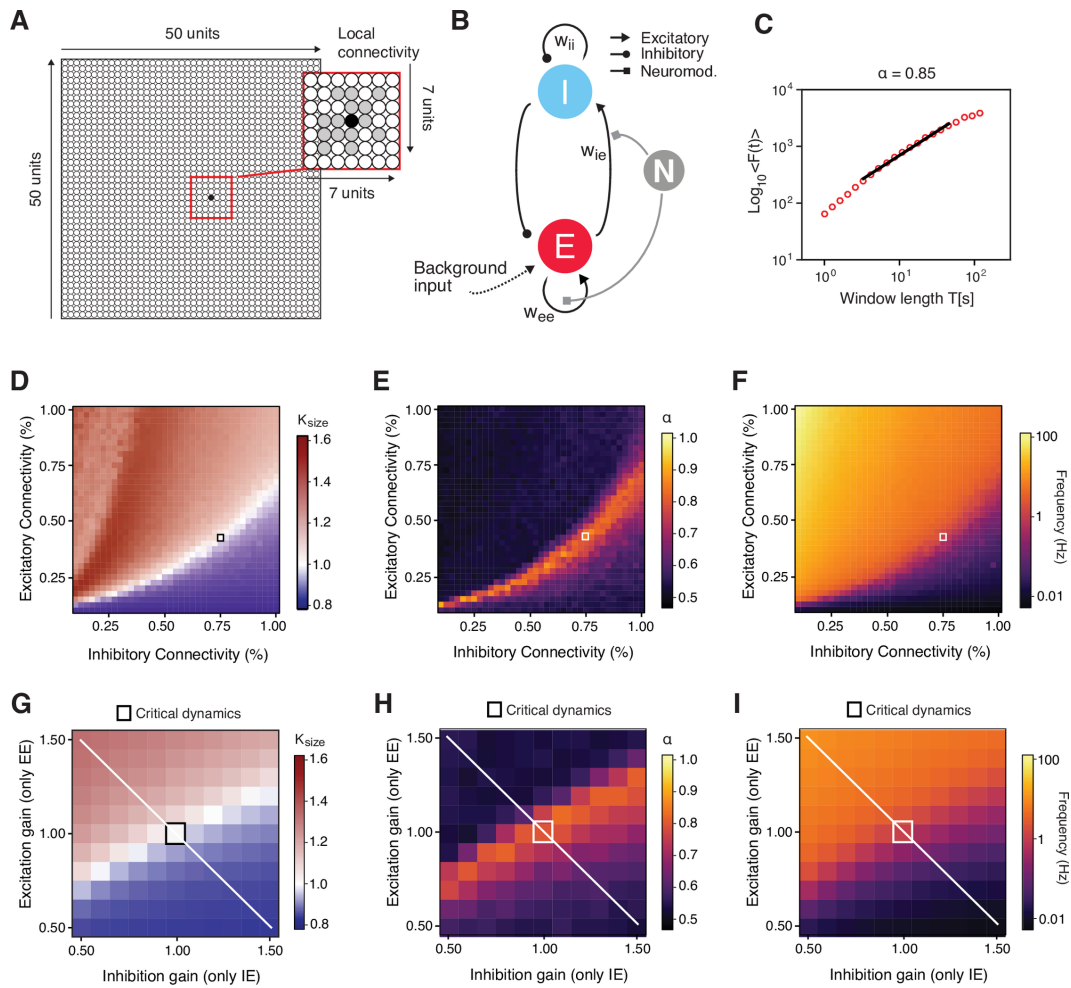 A
50 units
50 units
Local
connectivity
7 units
7 units
B
I
E
N
w_ii
w_ie
w_ee
Background
input
Excitatory
Inhibitory
Neuromod.
C
α = 0.85
Log10<F(t)>
10^4
10^3
10^2
10^1
10^0
10^1
10^2
Window length T[s]
D
Excitatory Connectivity (%)
1.00
0.75
0.50
0.25
0.25
0.50
0.75
1.00
Inhibitory Connectivity (%)
K_size
1.6
1.4
1.2
1.0
0.8
E
Excitatory Connectivity (%)
1.00
0.75
0.50
0.25
0.25
0.50
0.75
1.00
Inhibitory Connectivity (%)
α
1.0
0.9
0.8
0.7
0.6
0.5
F
Excitatory Connectivity (%)
1.00
0.75
0.50
0.25
0.25
0.50
0.75
1.00
Inhibitory Connectivity (%)
100
1
0.01
Frequency (Hz)
G
Critical dynamics
Excitation gain (only EE)
1.50
1.00
0.50
0.50
1.00
1.50
Inhibition gain (only IE)
K_size
1.6
1.4
1.2
1.0
0.8
H
Critical dynamics
Excitation gain (only EE)
1.50
1.00
0.50
0.50
1.00
1.50
Inhibition gain (only IE)
α
1.0
0.9
0.8
0.7
0.6
0.5
I
Critical dynamics
Excitation gain (only EE)
1.50
1.00
0.50
0.50
1.00
1.50
Inhibition gain (only IE)
100
1
0.01
Frequency (Hz)